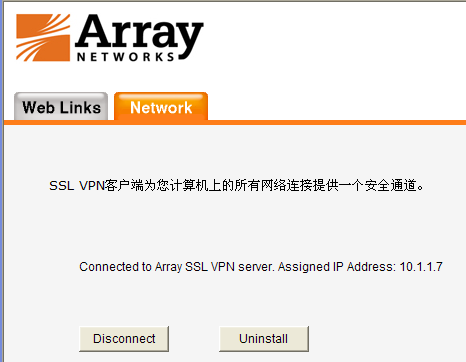 Array
NETWORKS
Web Links
Network
SSL VPN客户端为您计算机上的所有网络连接提供一个安全通道。
Connected to Array SSL VPN server. Assigned IP Address: 10.1.1.7
Disconnect
Uninstall